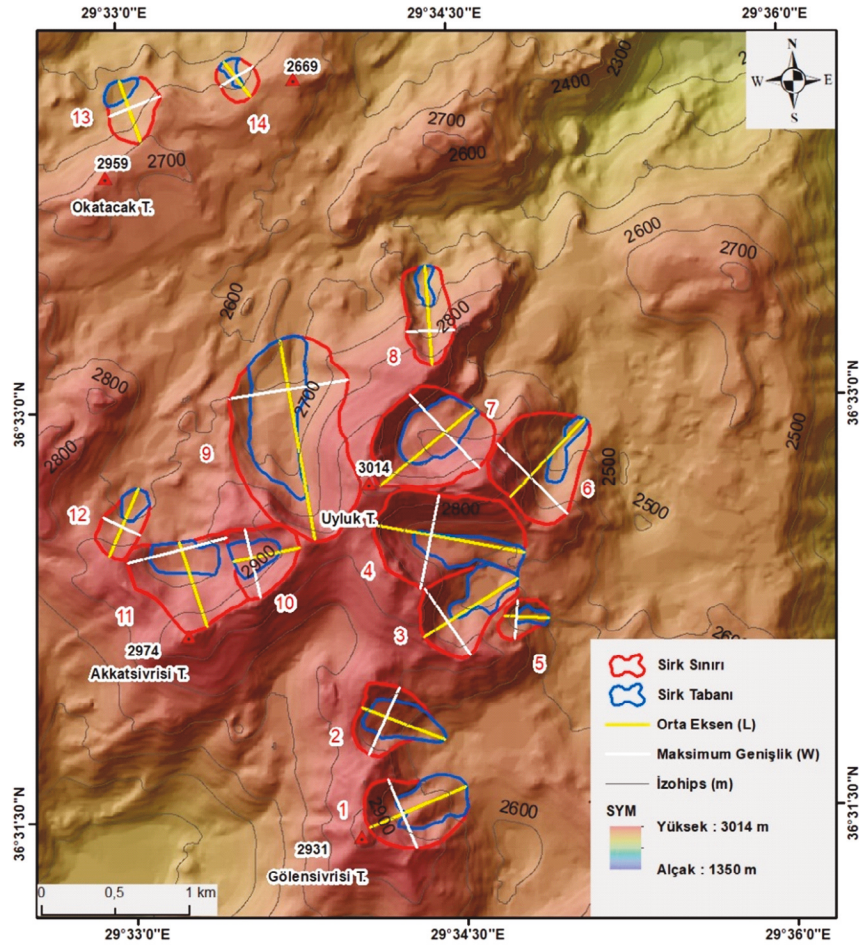 29°33'0"E 29°34'30"E 29°36'0"E
N
W E
S
2669
2300
2400
13
14
2700
2600
2959
2700
Okatacak T.
2600
2700
2600
2800
8
2800
36°33'0"N
36°33'0"N
2700
7
2500
9
2800
3014
2500
6
2500
12
Uyluk T.
2800
4
2900
11
10
3
5
2974
Akkatsivrisi T.
2
Sirk Sınırı
Sirk Tabanı
Orta Eksen (L)
Maksimum Genişlik (W)
İzohips (m)
SYM
Yüksek : 3014 m
Alçak : 1350 m
1
2900
2600
36°31'30"N
36°31'30"N
2931
Gölensivrisi T.
0 0,5 1 km
29°33'0"E 29°34'30"E 29°36'0"E